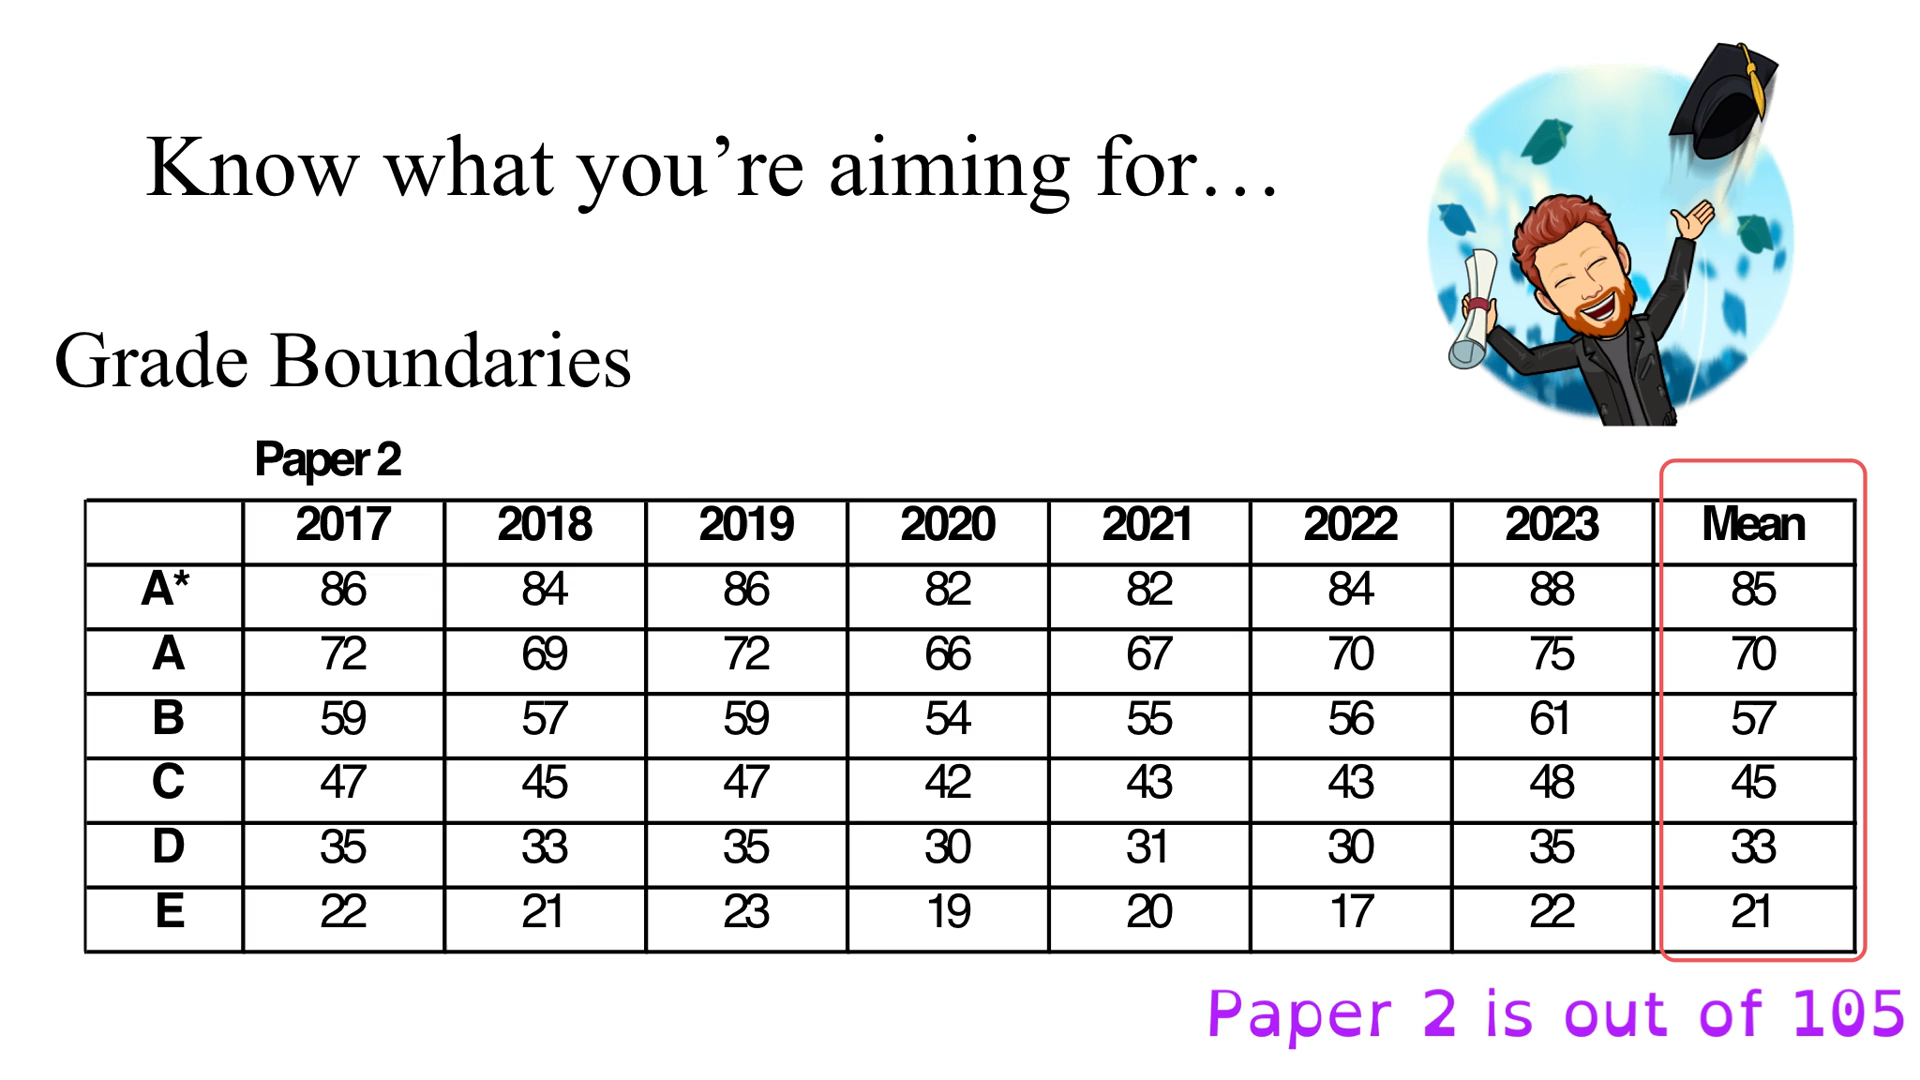 Know what you’re aiming for…
Grade Boundaries
Paper 2
2017 2018 2019 2020 2021 2022 2023 Mean
A* 86 84 86 82 82 84 88 85
A 72 69 72 66 67 70 75 70
B 59 57 59 54 55 56 61 57
C 47 45 47 42 43 43 48 45
D 35 33 35 30 31 30 35 33
E 22 21 23 19 20 17 22 21
Paper 2 is out of 105